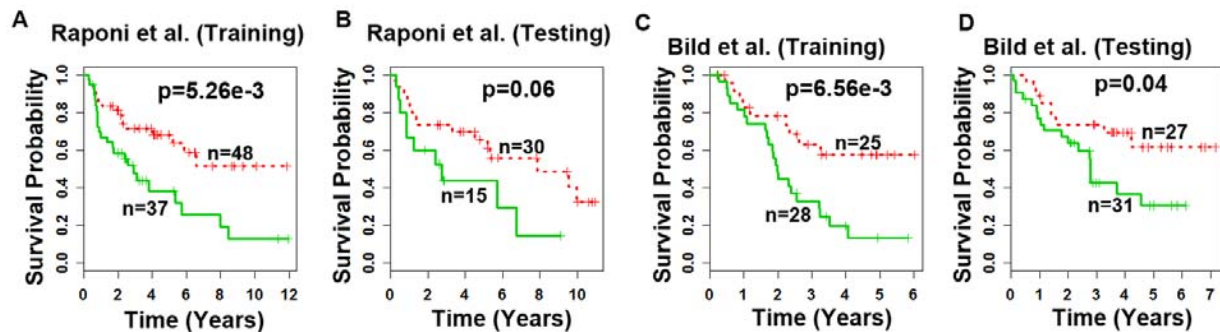 A
Raponi et al. (Training)
Survival Probability
1.0
0.8
0.6
0.4
0.2
0.0
p=5.26e-3
n=48
n=37
0 2 4 6 8 10 12
Time (Years)
B
Raponi et al. (Testing)
Survival Probability
1.0
0.8
0.6
0.4
0.2
0.0
p=0.06
n=30
n=15
0 2 4 6 8 10
Time (Years)
C
Bild et al. (Training)
Survival Probability
1.0
0.8
0.6
0.4
0.2
0.0
p=6.56e-3
n=25
n=28
0 1 2 3 4 5 6
Time (Years)
D
Bild et al. (Testing)
Survival Probability
1.0
0.8
0.6
0.4
0.2
0.0
p=0.04
n=27
n=31
0 1 2 3 4 5 6 7
Time (Years)